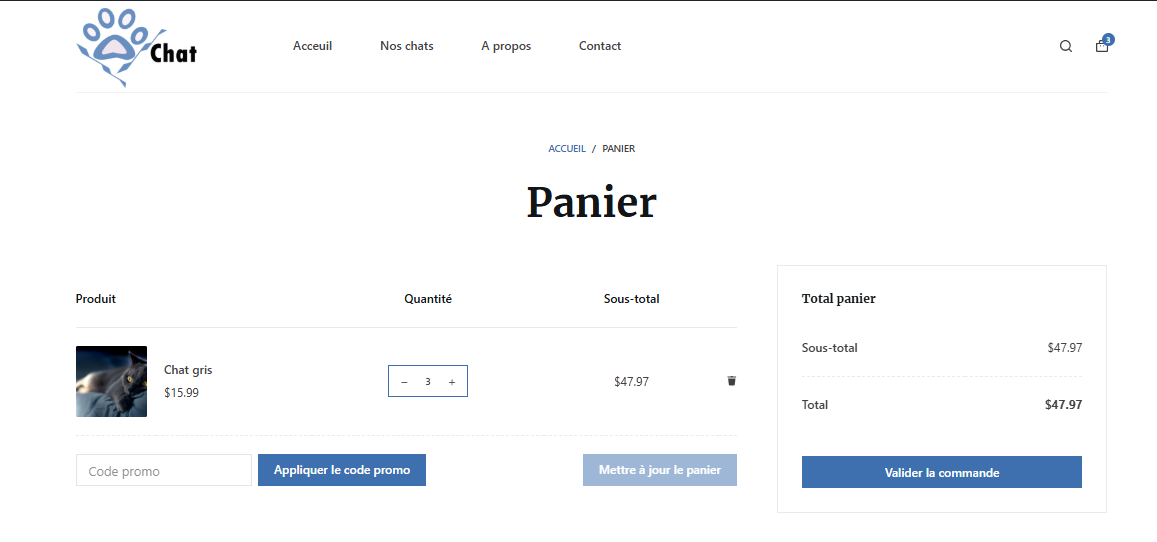 Chat
Acceuil
Nos chats
A propos
Contact
3
ACCUEIL / PANIER
Panier
Produit
Quantité
Sous-total
Chat gris
$15.99
− 3 +
$47.97
Code promo
Appliquer le code promo
Mettre à jour le panier
Total panier
Sous-total
$47.97
Total
$47.97
Valider la commande